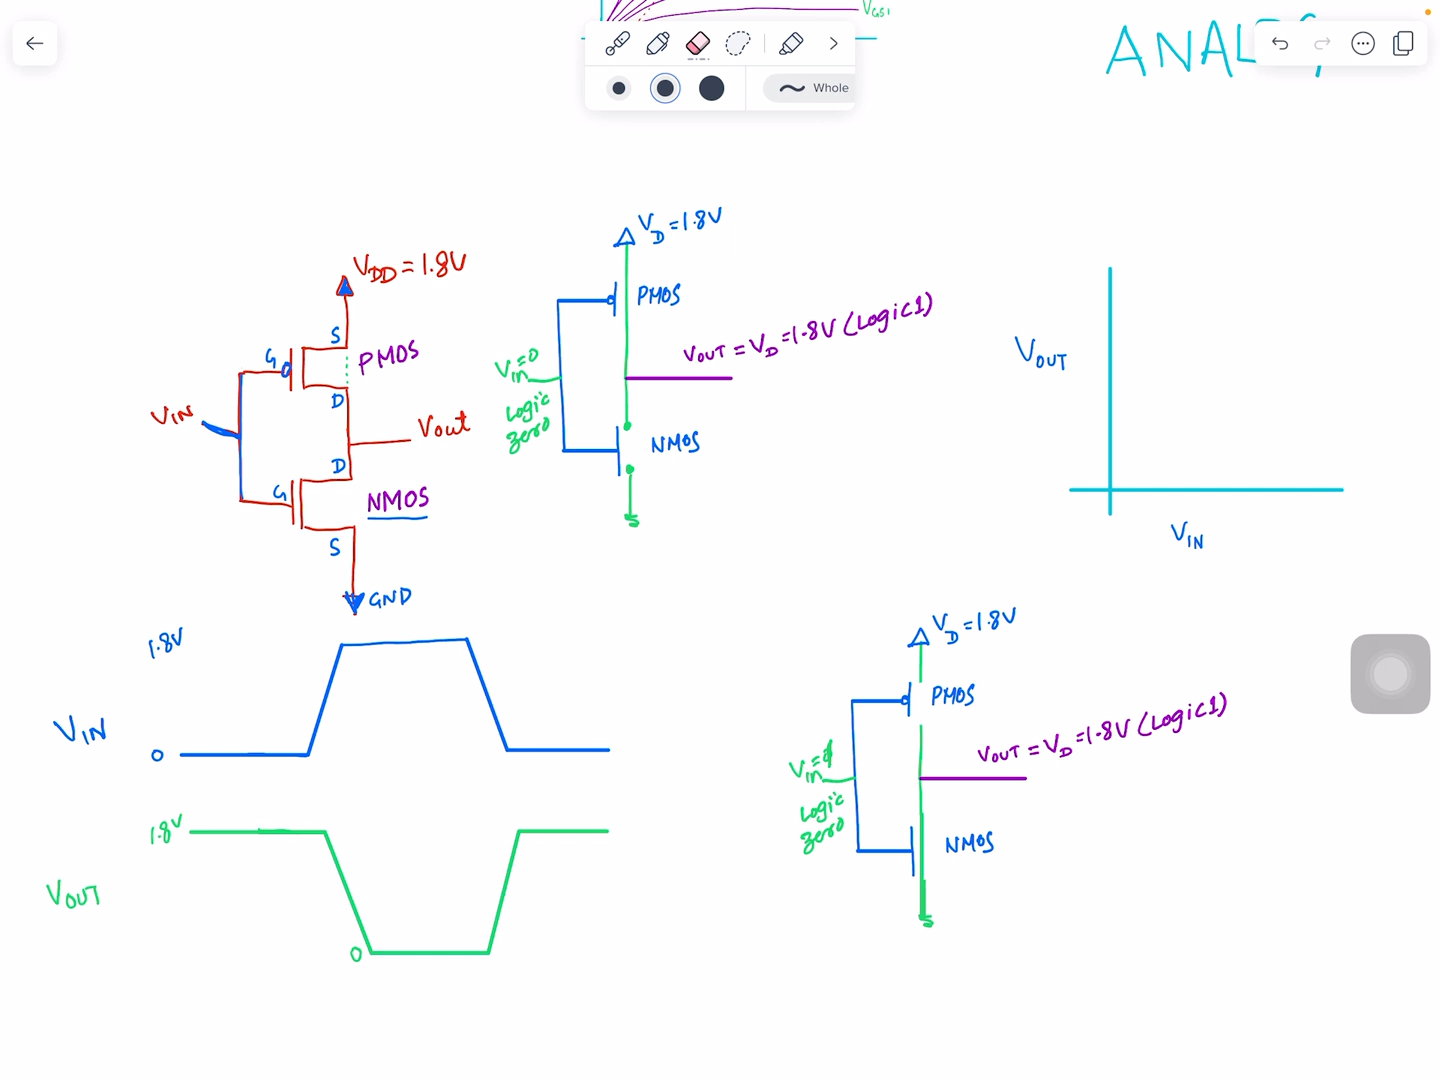 VGS1
Whole
VDD = 1.8V
S
G
PMOS
D
VIN
Vout
D
G
NMOS
S
GND
VD = 1.8V
PMOS
VOUT = VD = 1.8V (Logic1)
Vin = 0
Logic
zero
NMOS
VOUT
VIN
1.8V
VIN
0
1.8V
VOUT
0
VD = 1.8V
PMOS
VOUT = VD = 1.8V (Logic1)
Logic
zero
NMOS